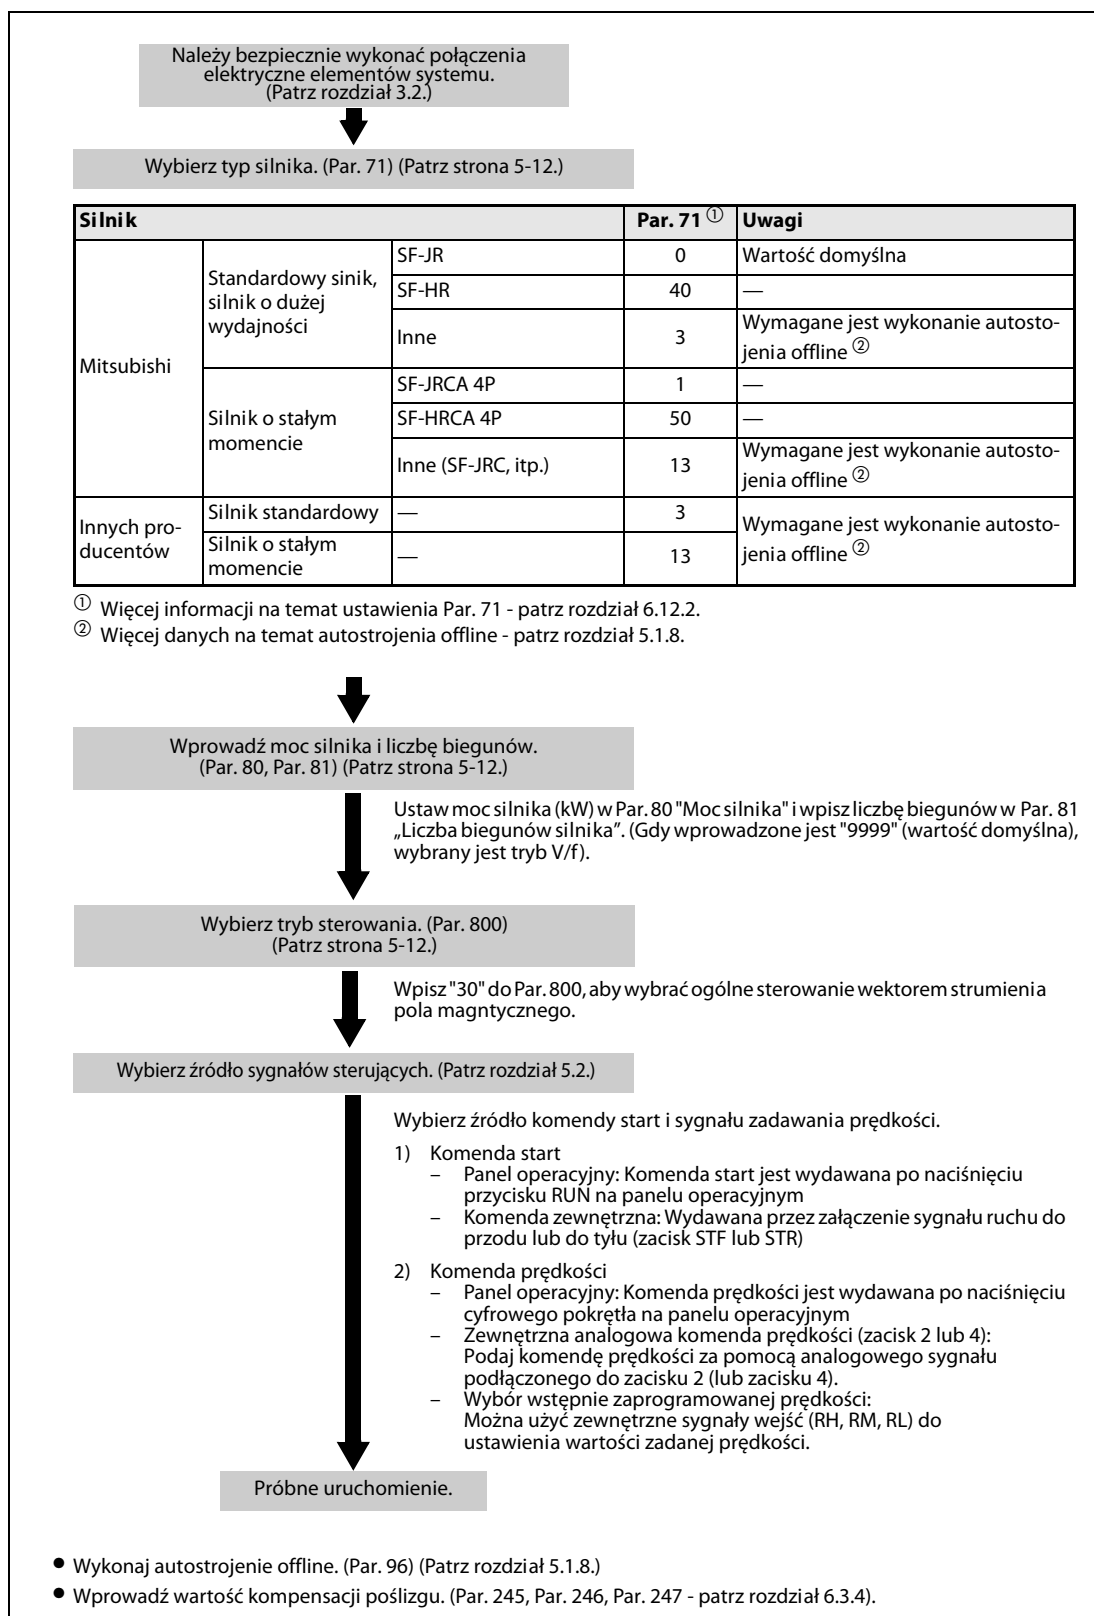 Należy bezpiecznie wykonać połączenia
elektryczne elementów systemu.
(Patrz rozdział 3.2.)
Wybierz typ silnika. (Par. 71) (Patrz strona 5-12.)
Silnik Par. 71 ① Uwagi
Mitsubishi
Standardowy sinik,
silnik o dużej
wydajności
SF-JR 0 Wartość domyślna
SF-HR 40 —
Inne 3 Wymagane jest wykonanie autosto-
jenia offline ②
Silnik o stałym
momencie
SF-JRCA 4P 1 —
SF-HRCA 4P 50 —
Inne (SF-JRC, itp.) 13 Wymagane jest wykonanie autosto-
jenia offline ②
Innych pro-
ducentów
Silnik standardowy — 3
Silnik o stałym
momencie
— 13
Wymagane jest wykonanie autosto-
jenia offline ②
① Więcej informacji na temat ustawienia Par. 71 - patrz rozdział 6.12.2.
② Więcej danych na temat autostrojenia offline - patrz rozdział 5.1.8.
Wprowadź moc silnika i liczbę biegunów.
(Par. 80, Par. 81) (Patrz strona 5-12.)
Ustaw moc silnika (kW) w Par. 80 "Moc silnika" i wpisz liczbę biegunów w Par. 81
„Liczba biegunów silnika”. (Gdy wprowadzone jest "9999" (wartość domyślna),
wybrany jest tryb V/f).
Wybierz tryb sterowania. (Par. 800)
(Patrz strona 5-12.)
Wpisz "30" do Par. 800, aby wybrać ogólne sterowanie wektorem strumienia
pola magntycznego.
Wybierz źródło sygnałów sterujących. (Patrz rozdział 5.2.)
Wybierz źródło komendy start i sygnału zadawania prędkości.
1) Komenda start
– Panel operacyjny: Komenda start jest wydawana po naciśnięciu
przycisku RUN na panelu operacyjnym
– Komenda zewnętrzna: Wydawana przez załączenie sygnału ruchu do
przodu lub do tyłu (zacisk STF lub STR)
2) Komenda prędkości
– Panel operacyjny: Komenda prędkości jest wydawana po naciśnięciu
cyfrowego pokrętła na panelu operacyjnym
– Zewnętrzna analogowa komenda prędkości (zacisk 2 lub 4):
Podaj komendę prędkości za pomocą analogowego sygnału
podłączonego do zacisku 2 (lub zacisku 4).
– Wybór wstępnie zaprogramowanej prędkości:
Można użyć zewnętrzne sygnały wejść (RH, RM, RL) do
ustawienia wartości zadanej prędkości.
Próbne uruchomienie.
● Wykonaj autostrojenie offline. (Par. 96) (Patrz rozdział 5.1.8.)
● Wprowadź wartość kompensacji poślizgu. (Par. 245, Par. 246, Par. 247 - patrz rozdział 6.3.4).